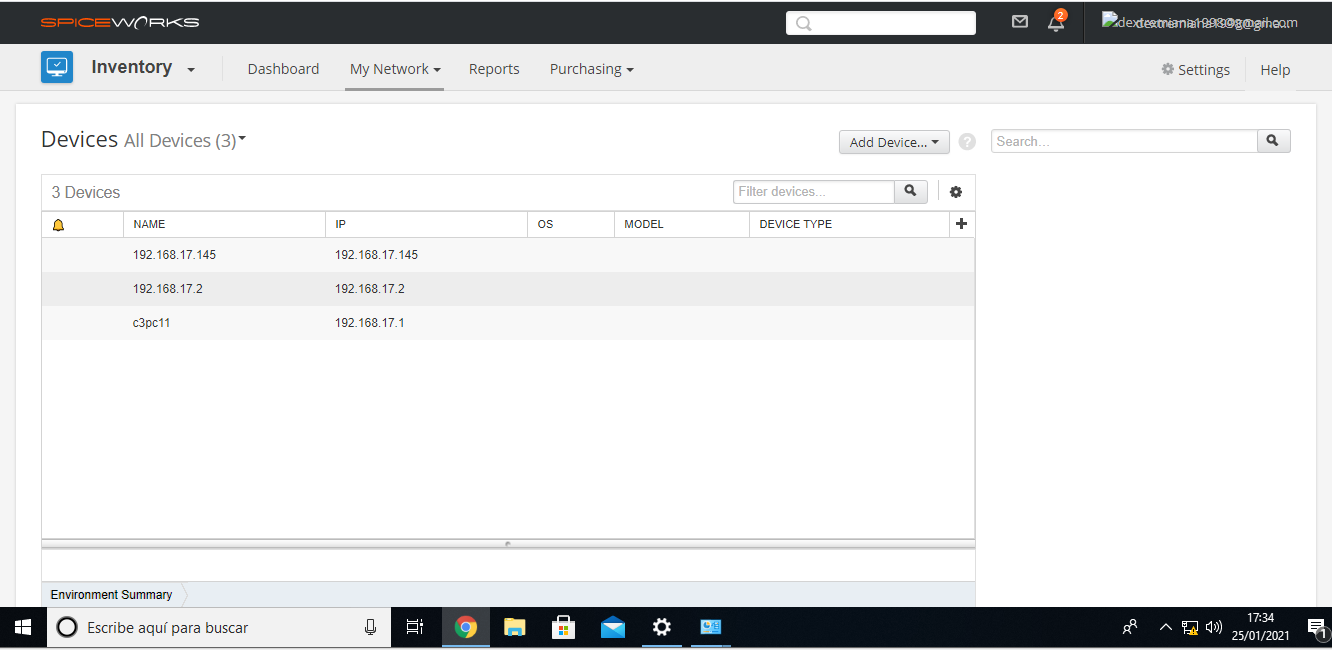 SPICEWORKS
2
Inventory Dashboard My Network Reports Purchasing Settings Help
Devices All Devices (3) Add Device... ? Search...
3 Devices Filter devices...
NAME IP OS MODEL DEVICE TYPE
192.168.17.145 192.168.17.145
192.168.17.2 192.168.17.2
c3pc11 192.168.17.1
Environment Summary
Escribe aquí para buscar
17:34
25/01/2021
1